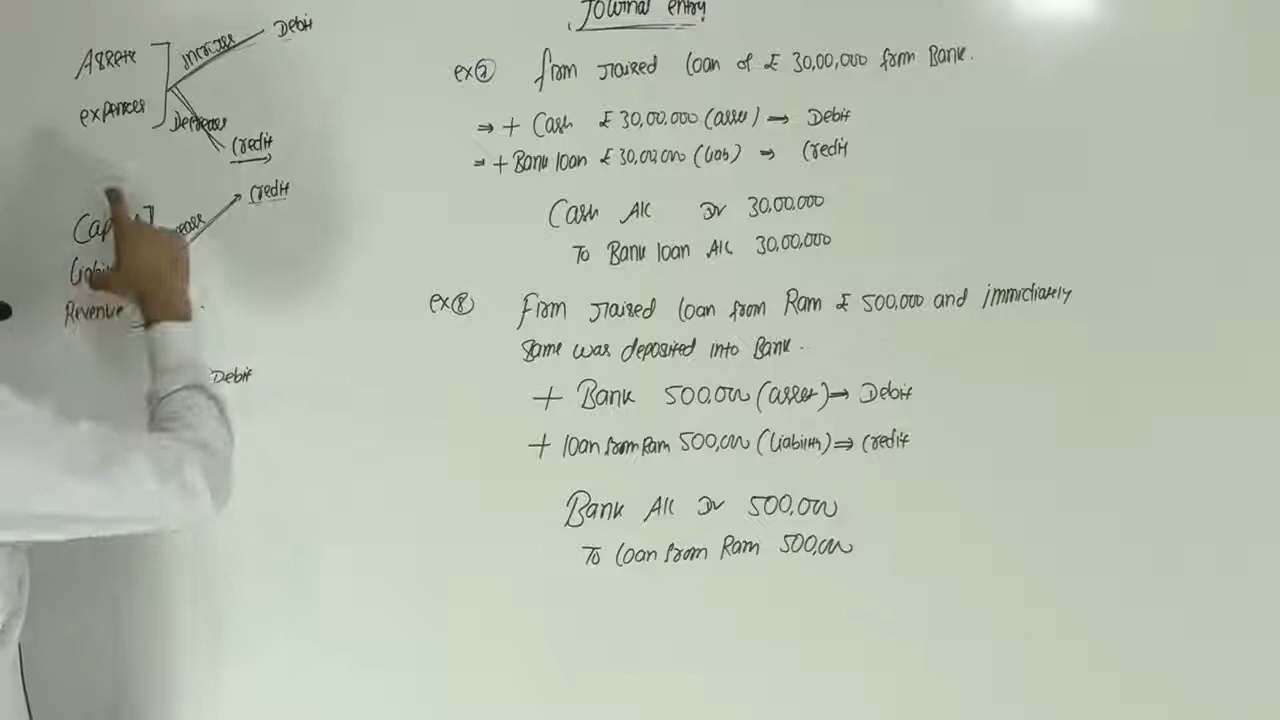 Journal entry
Assets
increase
Debit
expences
Decrease
Credit
Credit
Revenue
Debit
ex⑦ firm raised loan of £ 30,00,000 from Bank.
⇒ + Cash £ 30,00,000 (asset) → Debit
⇒ + Bank loan £ 30,00,000 (liab) → Credit
Cash A/c Dr 30,00,000
To Bank loan A/c 30,00,000
ex⑧ Firm raised loan from Ram £ 500,000 and immidiately
same was deposited into Bank.
+ Bank 500,000 (asset) → Debit
+ loan from Ram 500,000 (liability) ⇒ Credit
Bank A/c Dr 500,000
To loan from Ram 500,000